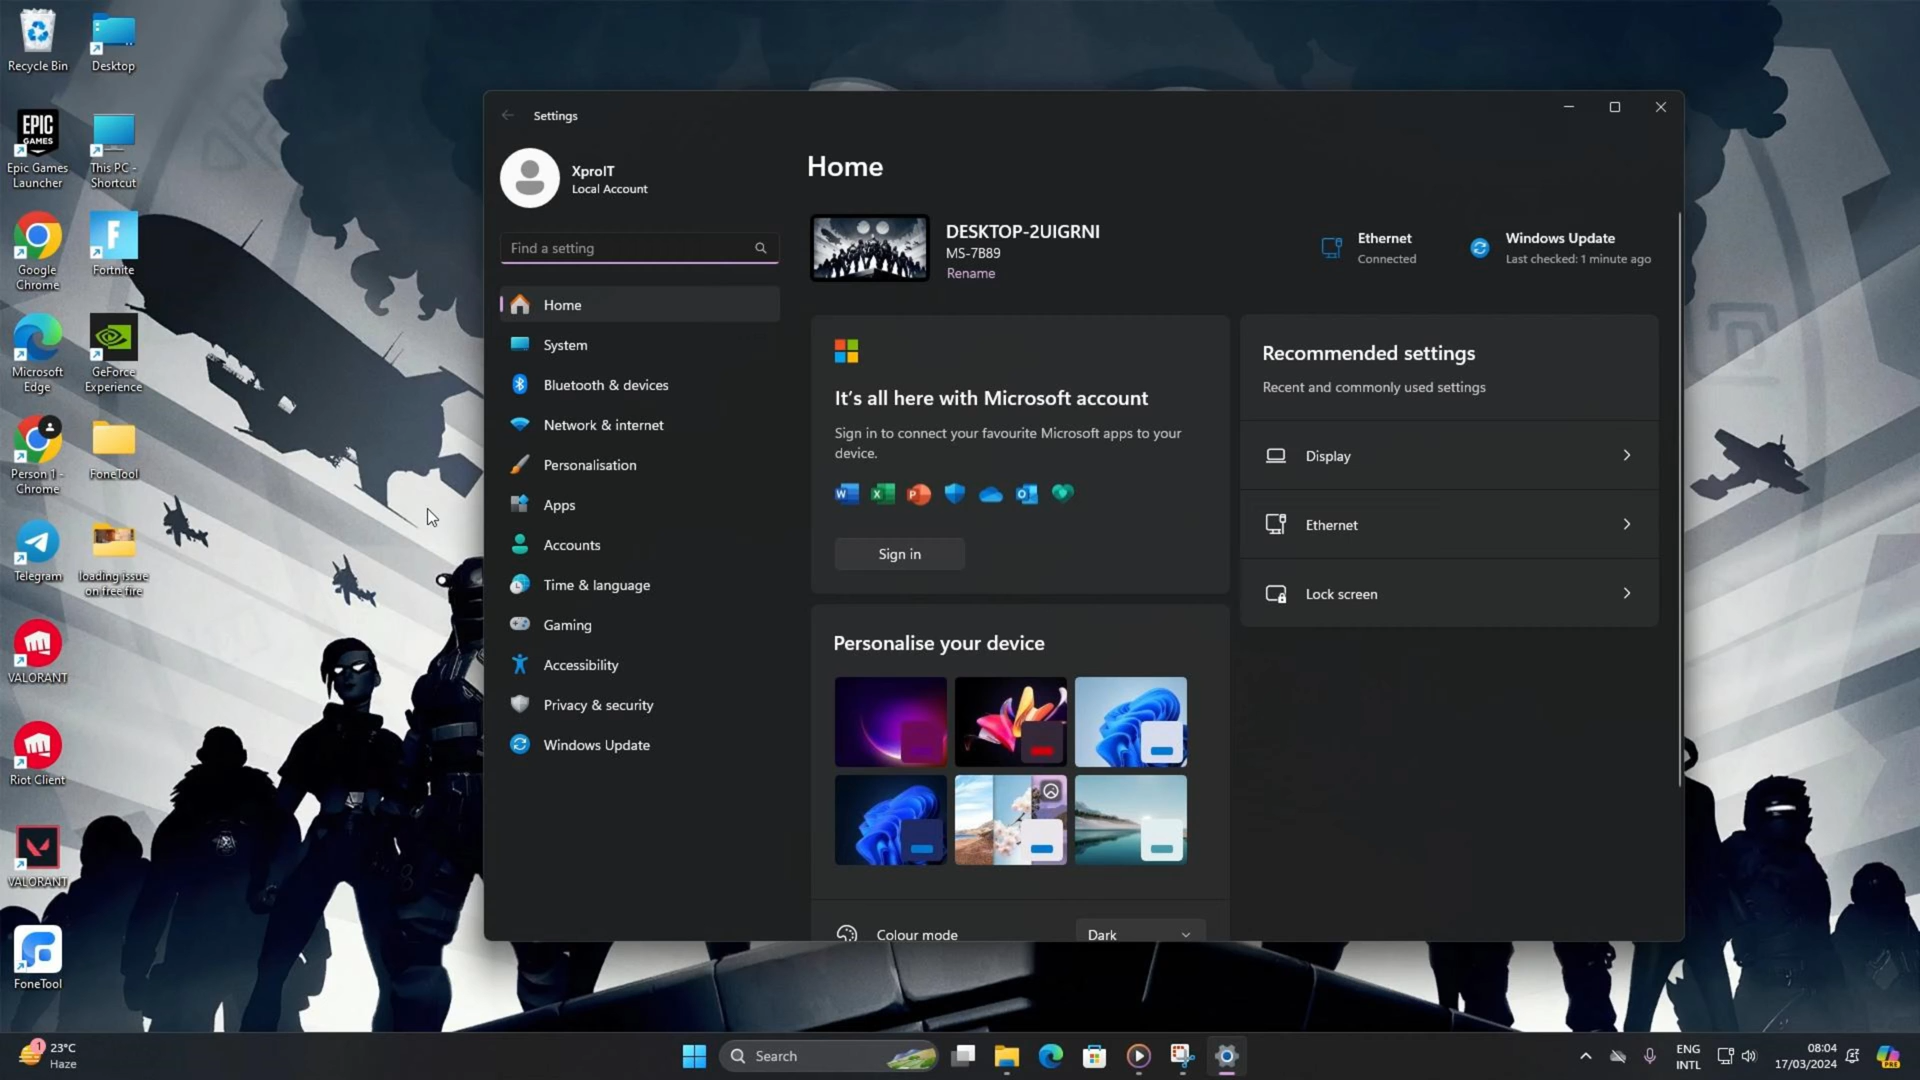 Recycle Bin
Desktop
EPIC
GAMES
Epic Games
Launcher
This PC -
Shortcut
Google
Chrome
Fortnite
Microsoft
Edge
GeForce
Experience
Person 1 -
Chrome
FoneTool
Telegram
loading issue
on free fire
VALORANT
Riot Client
VALORANT
FoneTool
Settings
XproIT
Local Account
Find a setting
Home
System
Bluetooth & devices
Network & internet
Personalisation
Apps
Accounts
Time & language
Gaming
Accessibility
Privacy & security
Windows Update
Home
DESKTOP-2UIGRNI
MS-7B89
Rename
Ethernet
Connected
Windows Update
Last checked: 1 minute ago
It's all here with Microsoft account
Sign in to connect your favourite Microsoft apps to your
device.
Sign in
Personalise your device
Colour mode
Dark
Recommended settings
Recent and commonly used settings
Display
Ethernet
Lock screen
1
23°C
Haze
Search
ENG
INTL
08:04
17/03/2024
PRE